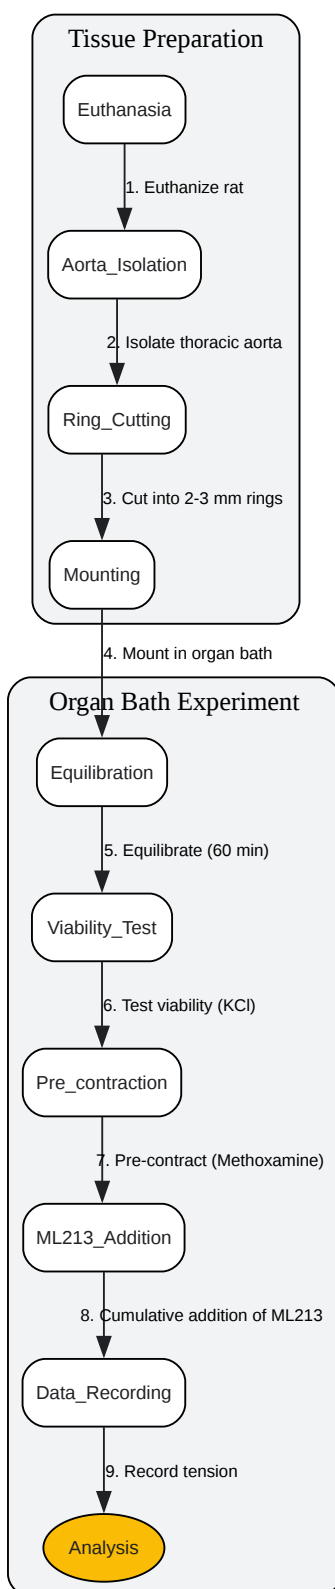 Tissue Preparation
Euthanasia
1. Euthanize rat
Aorta_Isolation
2. Isolate thoracic aorta
Ring_Cutting
3. Cut into 2-3 mm rings
Mounting
4. Mount in organ bath
Organ Bath Experiment
Equilibration
5. Equilibrate (60 min)
Viability_Test
6. Test viability (KCl)
Pre_contraction
7. Pre-contract (Methoxamine)
ML213_Addition
8. Cumulative addition of ML213
Data_Recording
9. Record tension
Analysis